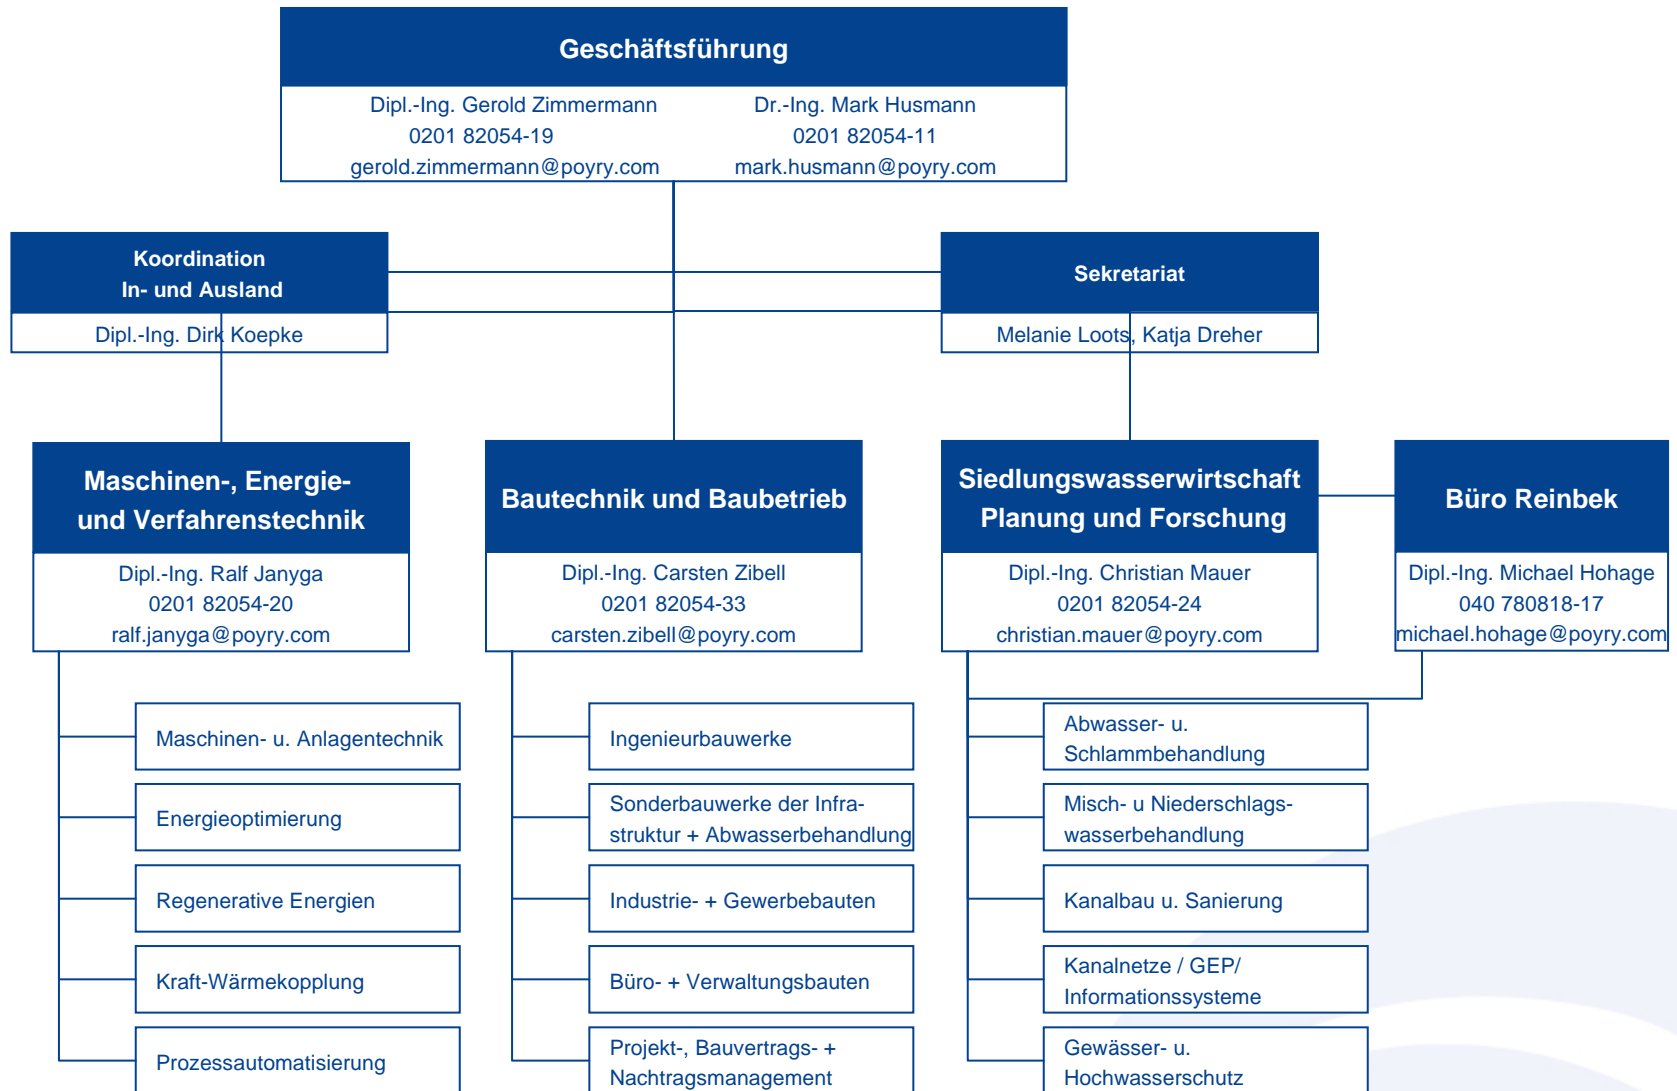 Geschäftsführung
Dipl.-Ing. Gerold Zimmermann
0201 82054-19
gerold.zimmermann@poyry.com
Dr.-Ing. Mark Husmann
0201 82054-11
mark.husmann@poyry.com
Koordination
In- und Ausland
Dipl.-Ing. Dirk Koepke
Sekretariat
Melanie Loots, Katja Dreher
Maschinen-, Energie-
und Verfahrenstechnik
Dipl.-Ing. Ralf Janyga
0201 82054-20
ralf.janyga@poyry.com
Maschinen- u. Anlagentechnik
Energieoptimierung
Regenerative Energien
Kraft-Wärmekopplung
Prozessautomatisierung
Bautechnik und Baubetrieb
Dipl.-Ing. Carsten Zibell
0201 82054-33
carsten.zibell@poyry.com
Ingenieurbauwerke
Sonderbauwerke der Infra-
struktur + Abwasserbehandlung
Industrie- + Gewerbebauten
Büro- + Verwaltungsbauten
Projekt-, Bauvertrags- +
Nachtragsmanagement
Siedlungswasserwirtschaft
Planung und Forschung
Dipl.-Ing. Christian Mauer
0201 82054-24
christian.mauer@poyry.com
Abwasser- u.
Schlammbehandlung
Misch- u Niederschlags-
wasserbehandlung
Kanalbau u. Sanierung
Kanalnetze / GEP/
Informationssysteme
Gewässer- u.
Hochwasserschutz
Büro Reinbek
Dipl.-Ing. Michael Hohage
040 780818-17
michael.hohage@poyry.com